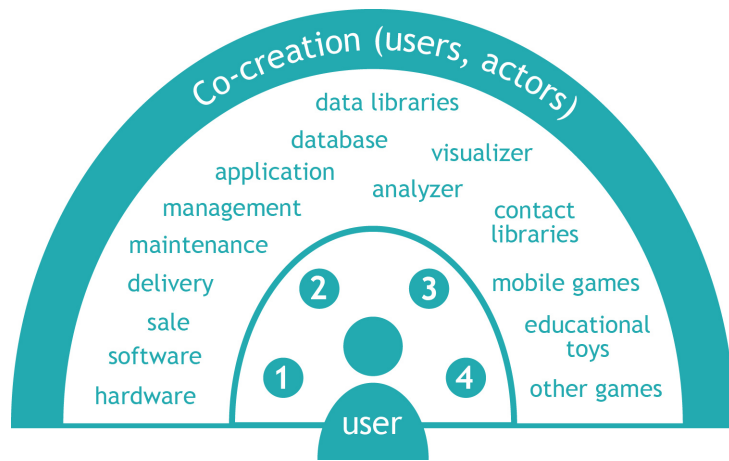 Co-creation (users, actors)
data libraries
database
visualizer
application
analyzer
management
contact
libraries
maintenance
delivery
mobile games
sale
educational
toys
software
hardware
other games
2
3
1
4
user